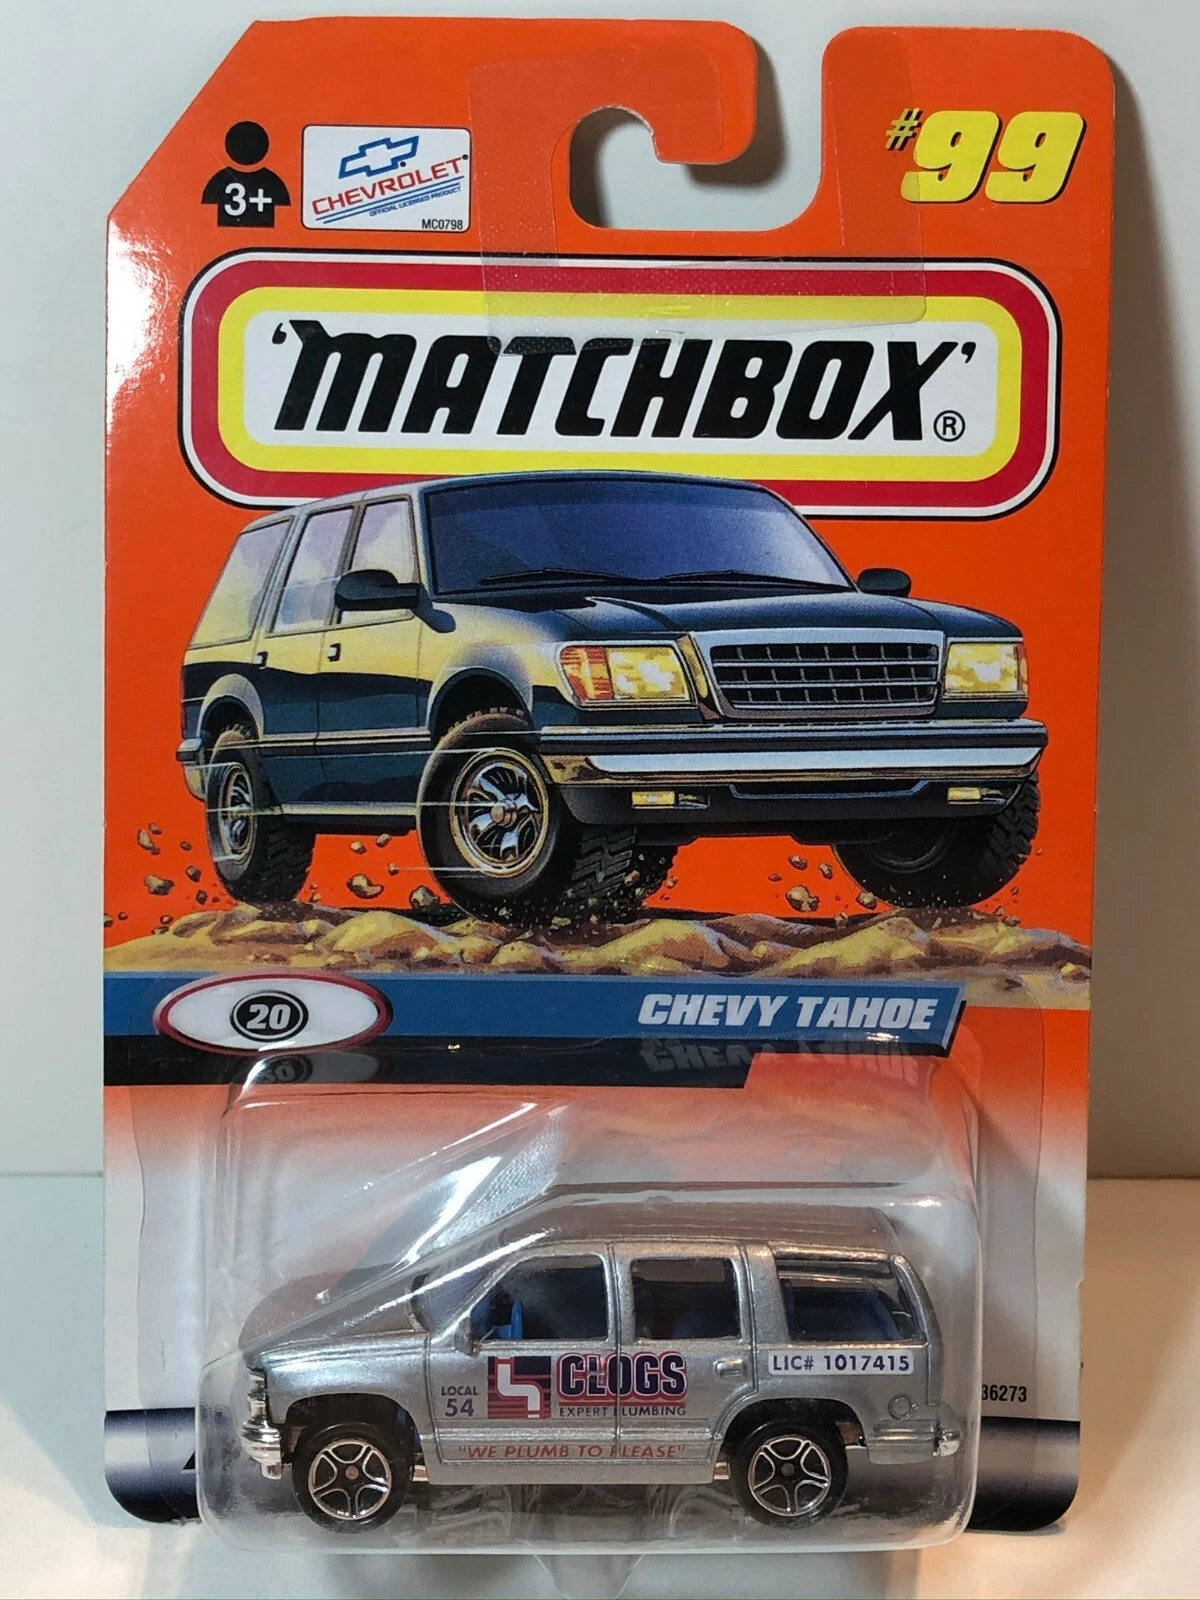 #99
3+
CHEVROLET
OFFICIAL LICENSED PRODUCT
MC0798
'MATCHBOX'®
20
CHEVY TAHOE
LIC# 1017415
CLOGS
LOCAL
54
EXPERT PLUMBING
"WE PLUMB TO PLEASE"
36273